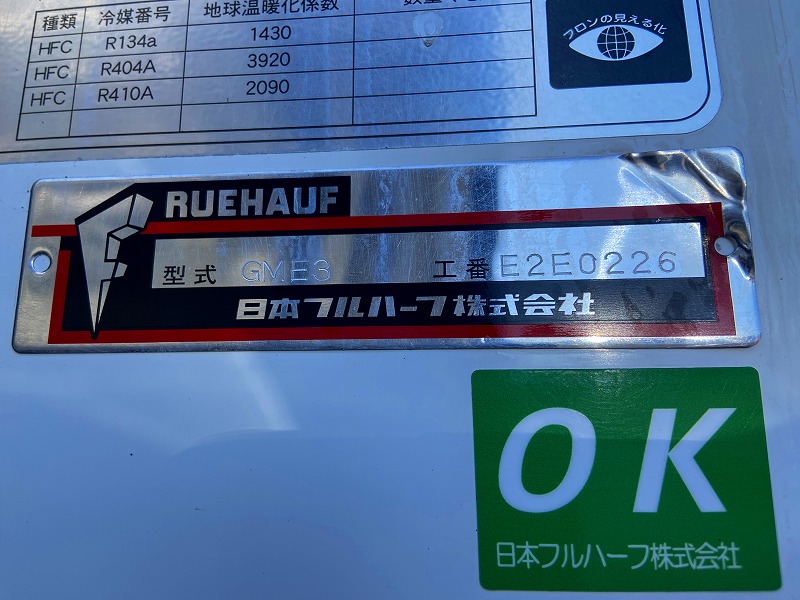 種類 冷媒番号 地球温暖化係数
HFC R134a 1430
HFC R404A 3920
HFC R410A 2090
フロンの見える化
RUEHAUF
型式 GME3 工番 E2E0226
日本フルハーフ株式会社
OK
日本フルハーフ株式会社